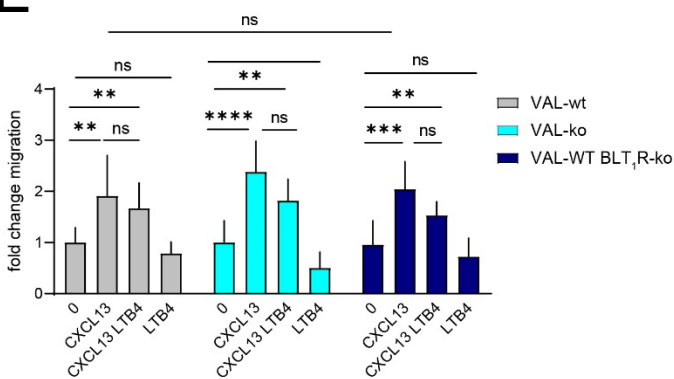 E
ns
ns
**
** ns
**
**** ns
ns
**
*** ns
fold change migration
4
3
2
1
0
0
CXCL13
CXCL13 LTB4
LTB4
0
CXCL13
CXCL13 LTB4
LTB4
0
CXCL13
CXCL13 LTB4
LTB4
VAL-wt
VAL-ko
VAL-WT BLT₁R-ko